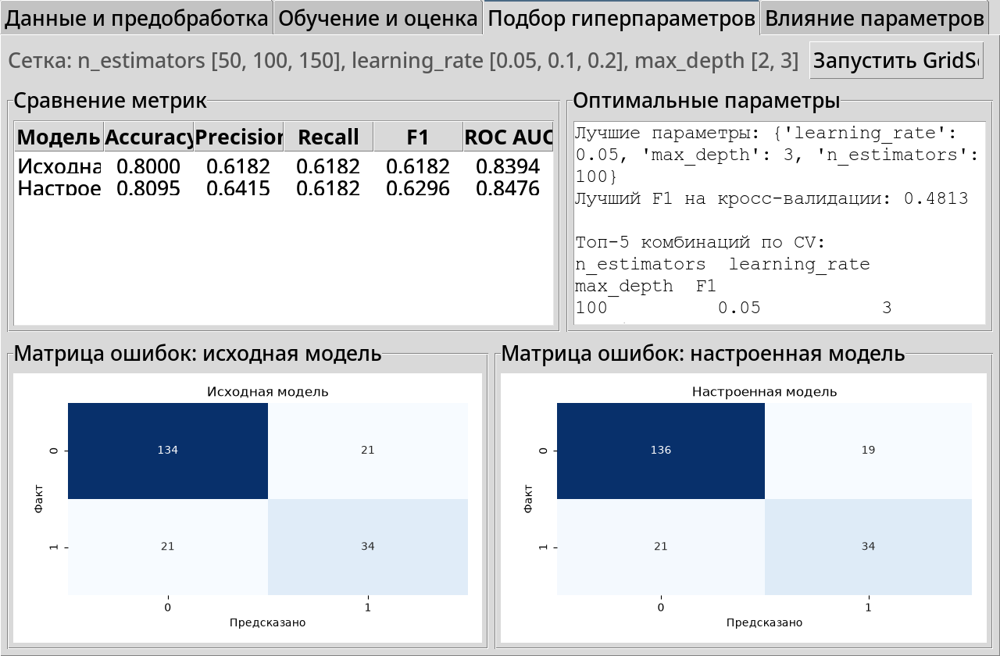 Данные и предобработка Обучение и оценка Подбор гиперпараметров Влияние параметров
Сетка: n_estimators [50, 100, 150], learning_rate [0.05, 0.1, 0.2], max_depth [2, 3] Запустить GridSe
Сравнение метрик
Модель Accuracy Precision Recall F1 ROC AUC
Исходна 0.8000 0.6182 0.6182 0.6182 0.8394
Настрое 0.8095 0.6415 0.6182 0.6296 0.8476
Оптимальные параметры
Лучшие параметры: {'learning_rate':
0.05, 'max_depth': 3, 'n_estimators':
100}
Лучший F1 на кросс-валидации: 0.4813
Топ-5 комбинаций по CV:
n_estimators learning_rate
max_depth F1
100 0.05 3
Матрица ошибок: исходная модель
Исходная модель
Факт
0
134 21
1
21 34
0 1
Предсказано
Матрица ошибок: настроенная модель
Настроенная модель
Факт
0
136 19
1
21 34
0 1
Предсказано